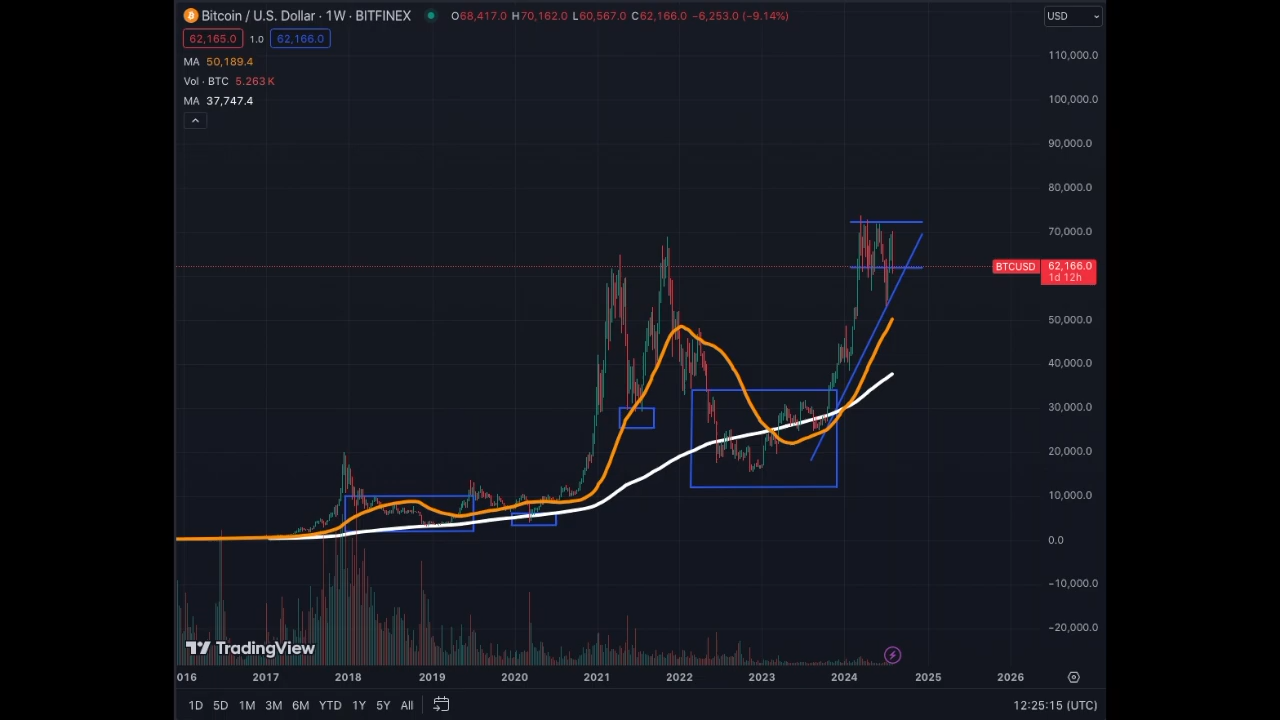 Bitcoin / U.S. Dollar · 1W · BITFINEX O68,417.0 H70,162.0 L60,567.0 C62,166.0 −6,253.0 (−9.14%)
USD
62,165.0 1.0 62,166.0
MA 50,189.4
Vol · BTC 5.263 K
MA 37,747.4
110,000.0
100,000.0
90,000.0
80,000.0
70,000.0
BTCUSD 62,166.0
1d 12h
50,000.0
40,000.0
30,000.0
20,000.0
10,000.0
0.0
−10,000.0
−20,000.0
TradingView
016 2017 2018 2019 2020 2021 2022 2023 2024 2025 2026
1D 5D 1M 3M 6M YTD 1Y 5Y All 12:25:15 (UTC)